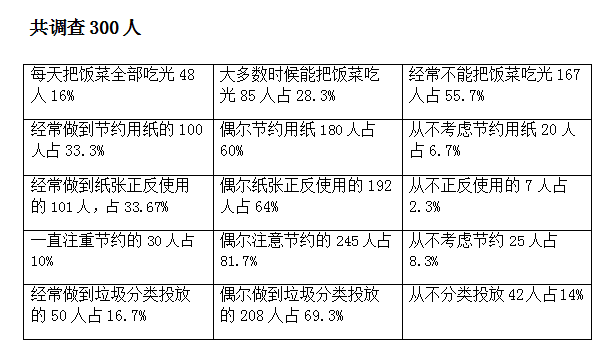 共调查 300 人
每天把饭菜全部吃光 48
人 16%
大多数时候能把饭菜吃
光 85 人占 28.3%
经常不能把饭菜吃光 167
人占 55.7%
经常做到节约用纸的 100
人占 33.3%
偶尔节约用纸 180 人占
60%
从不考虑节约用纸 20 人
占 6.7%
经常做到纸张正反使用
的 101 人，占 33.67%
偶尔纸张正反使用的 192
人占 64%
从不正反使用的 7 人占
2.3%
一直注重节约的 30 人占
10%
偶尔注意节约的 245 人占
81.7%
从不考虑节约 25 人占
8.3%
经常做到垃圾分类投放
的 50 人占 16.7%
偶尔做到垃圾分类投放
的 208 人占 69.3%
从不分类投放 42 人占 14%